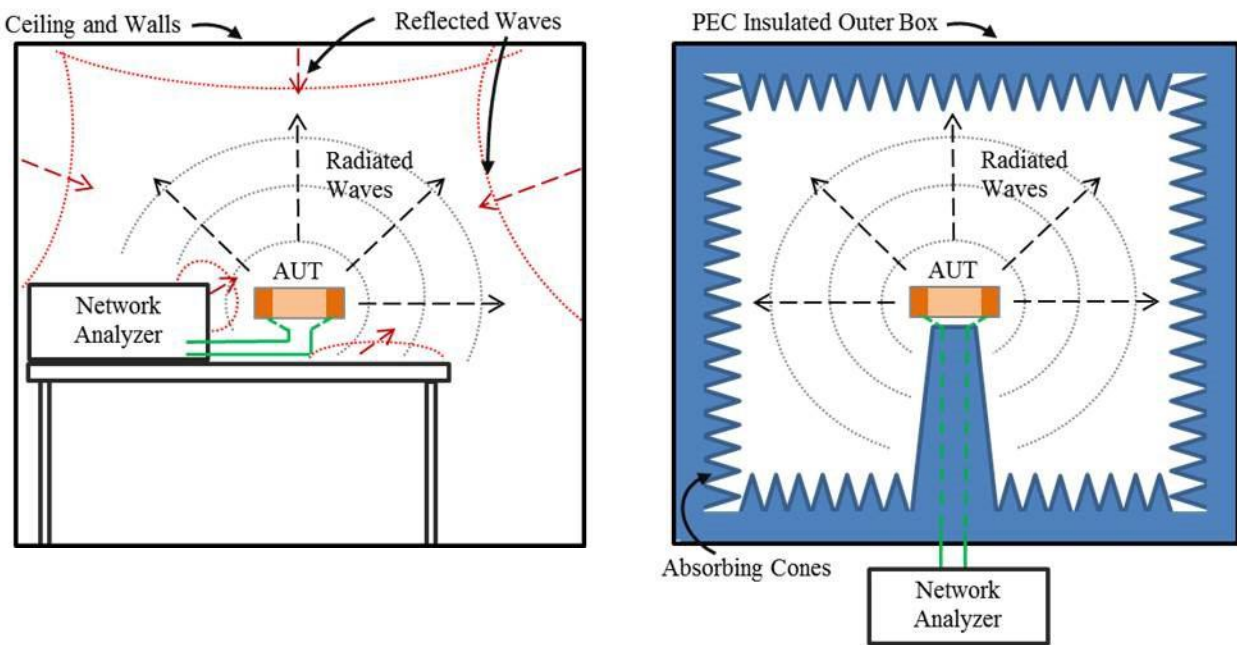 Ceiling and Walls
Reflected Waves
Radiated
Waves
AUT
Network
Analyzer
PEC Insulated Outer Box
Radiated
Waves
AUT
Absorbing Cones
Network
Analyzer